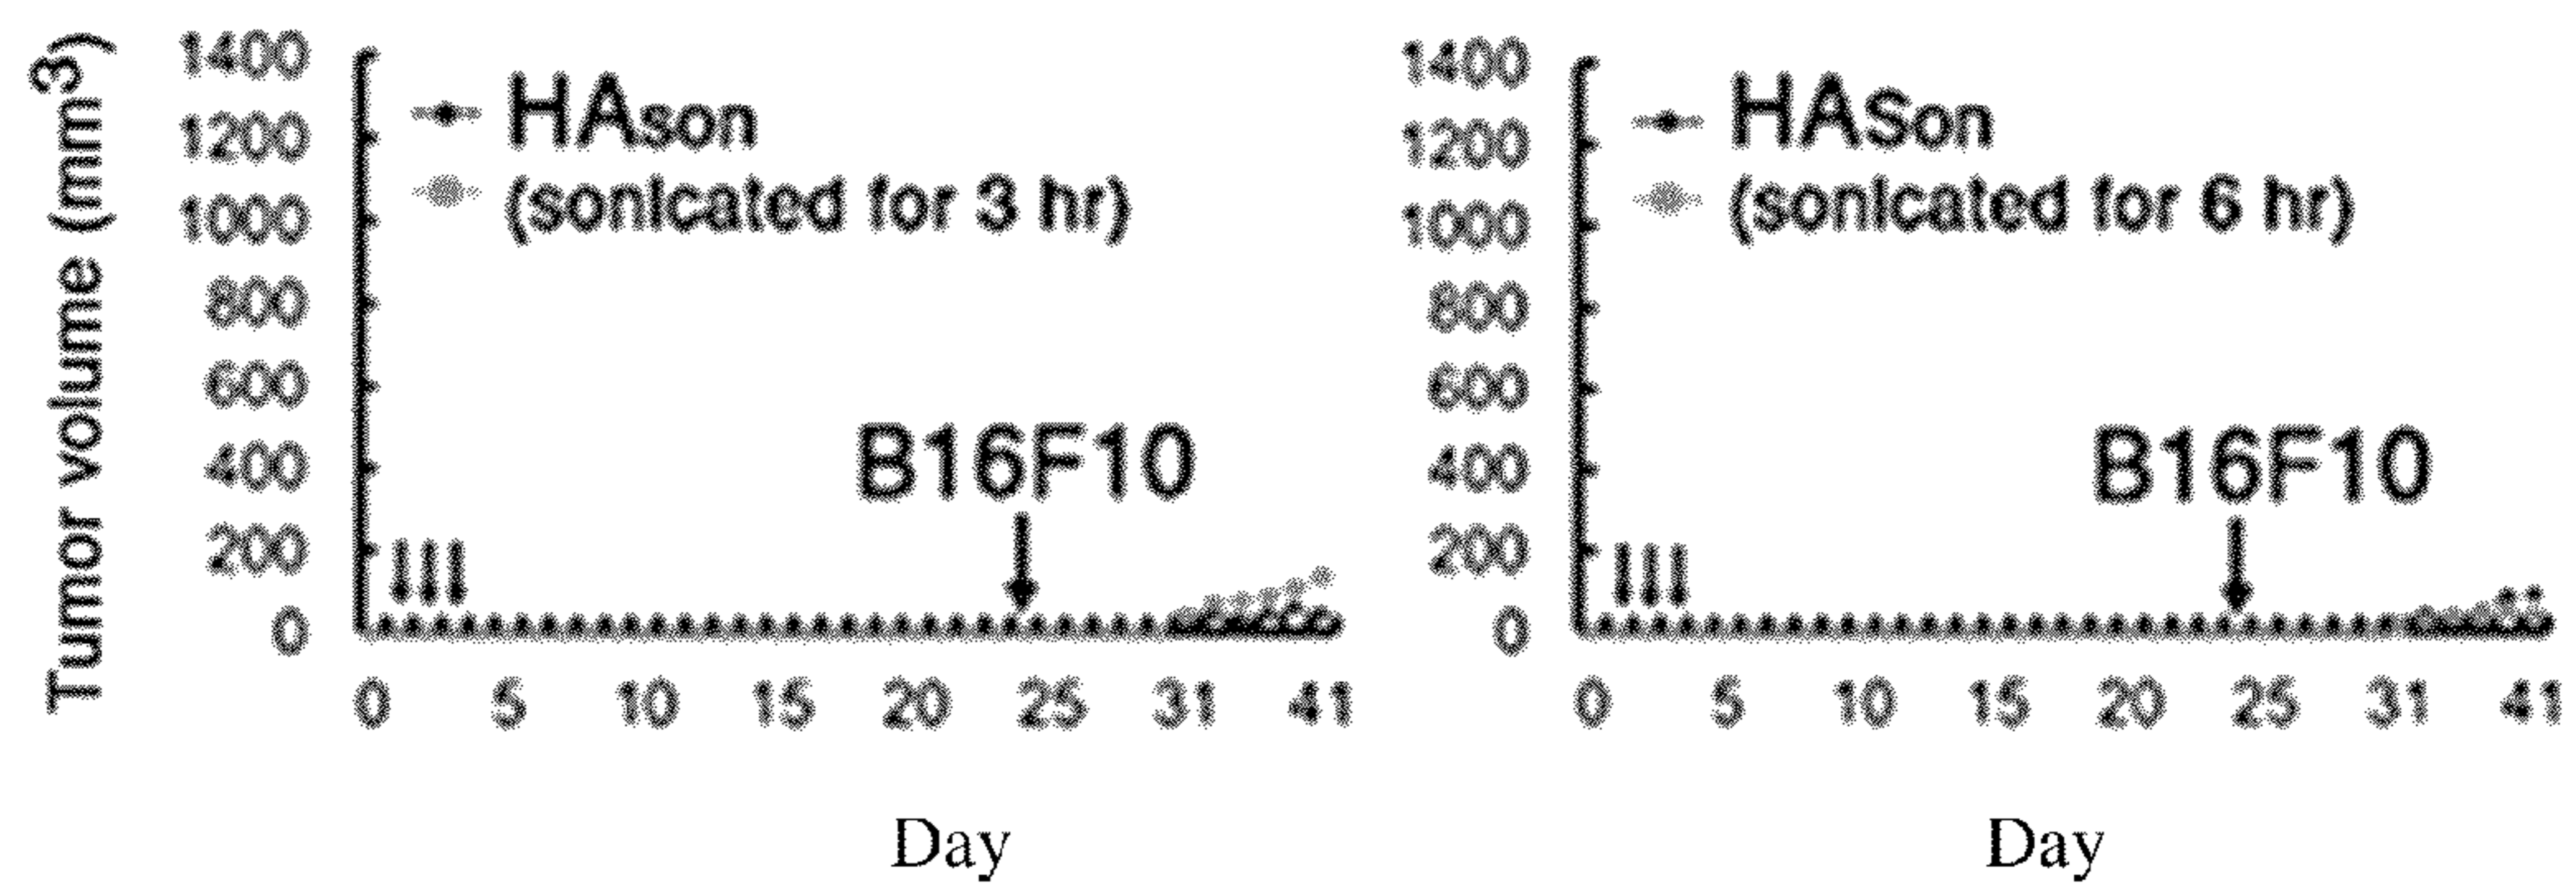 Tumor volume (mm³)
1400
1200
1000
800
600
400
200
0
HAson
(sonicated for 3 hr)
B16F10
0 5 10 15 20 25 31 41
Day
1400
1200
1000
800
600
400
200
0
HASon
(sonicated for 6 hr)
B16F10
0 5 10 15 20 25 31 41
Day